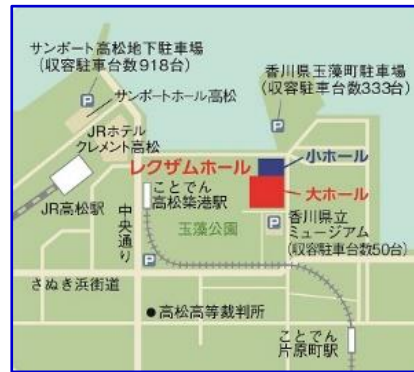 サンポート高松地下駐車場
(収容駐車台数918台)
サンポートホール高松
香川県玉藻町駐車場
(収容駐車台数333台)
JRホテル
クレメント高松
レクザムホール
小ホール
大ホール
JR高松駅
中央通り
ことでん
高松築港駅
玉藻公園
香川県立
ミュージアム
(収容駐車台数50台)
さぬき浜街道
●高松高等裁判所
ことでん
片原町駅
P
P
P
P